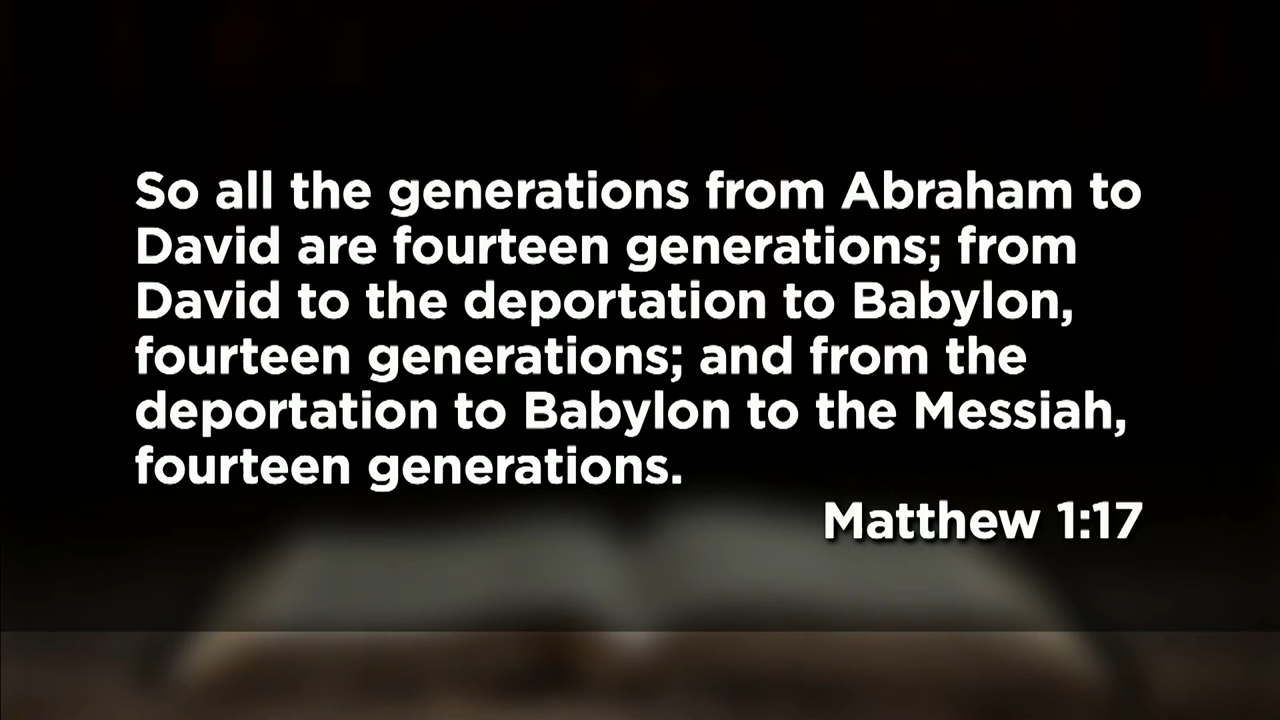 So all the generations from Abraham to
David are fourteen generations; from
David to the deportation to Babylon,
fourteen generations; and from the
deportation to Babylon to the Messiah,
fourteen generations.
Matthew 1:17